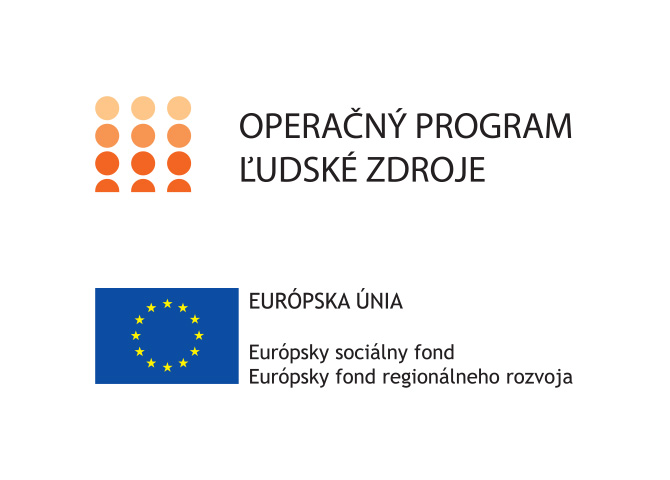 OPERAČNÝ PROGRAM
ĽUDSKÉ ZDROJE
EURÓPSKA ÚNIA
Európsky sociálny fond
Európsky fond regionálneho rozvoja